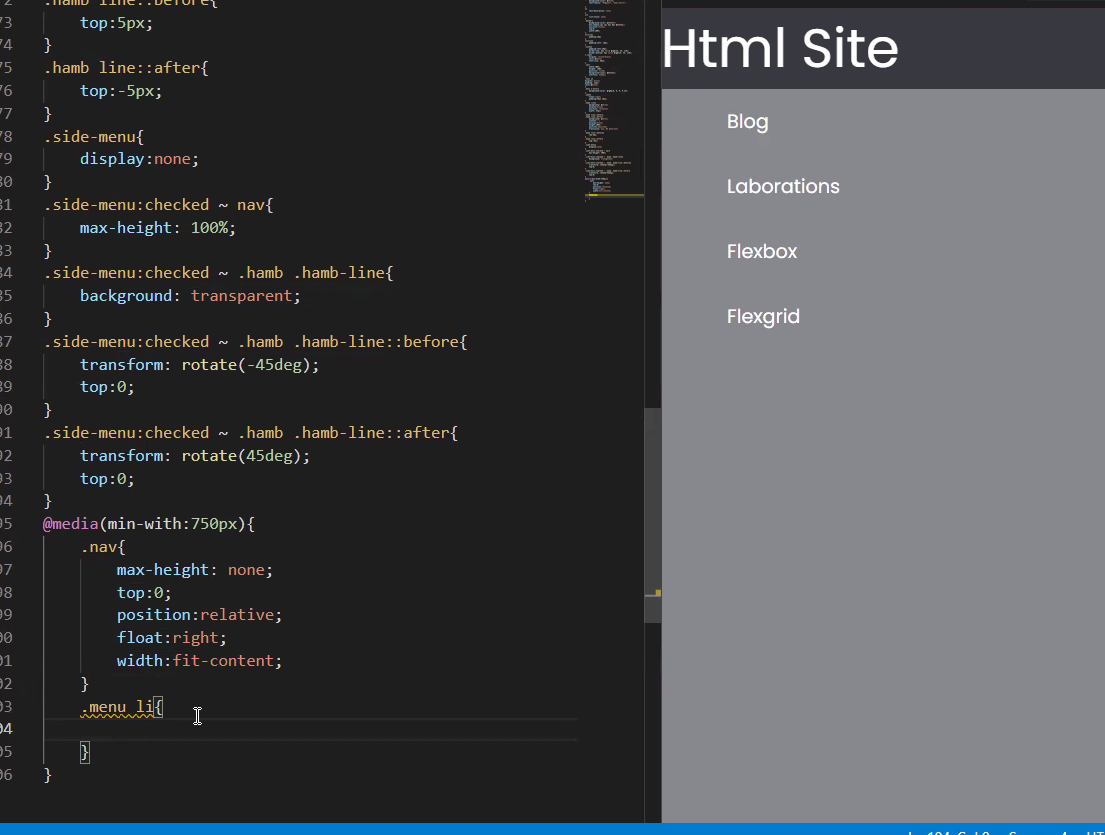 .hamb line::before{
73 top:5px;
74 }
75 .hamb line::after{
76 top:-5px;
77 }
78 .side-menu{
79 display:none;
80 }
81 .side-menu:checked ~ nav{
82 max-height: 100%;
83 }
84 .side-menu:checked ~ .hamb .hamb-line{
85 background: transparent;
86 }
87 .side-menu:checked ~ .hamb .hamb-line::before{
88 transform: rotate(-45deg);
89 top:0;
90 }
91 .side-menu:checked ~ .hamb .hamb-line::after{
92 transform: rotate(45deg);
93 top:0;
94 }
95 @media(min-with:750px){
96 .nav{
97 max-height: none;
98 top:0;
99 position:relative;
00 float:right;
01 width:fit-content;
02 }
03 .menu li{
04
05 }
06 }
Html Site
Blog
Laborations
Flexbox
Flexgrid